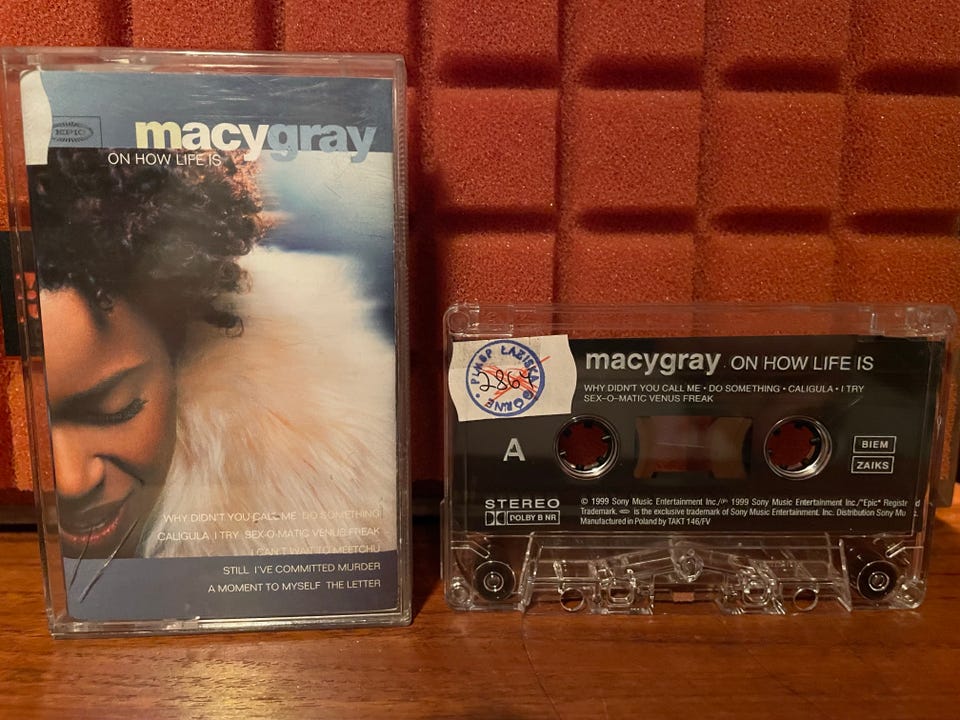 EPIC
macygray
ON HOW LIFE IS
WHY DIDN'T YOU CALL ME DO SOMETHING
CALIGULA I TRY SEX-O-MATIC VENUS FREAK
I CAN'T WAIT TO MEETCHU
STILL I'VE COMMITTED MURDER
A MOMENT TO MYSELF THE LETTER
PIMBP ŁAZISKA GÓRNE
2864
macygray ON HOW LIFE IS
WHY DIDN'T YOU CALL ME • DO SOMETHING • CALIGULA • I TRY
SEX-O-MATIC VENUS FREAK
A
BIEM
ZAIKS
STEREO
DOLBY B NR
© 1999 Sony Music Entertainment Inc./℗ 1999 Sony Music Entertainment Inc./"Epic" Registr
Trademark. is the exclusive trademark of Sony Music Entertainment. Inc. Distribution Sony Mu
Manufactured in Poland by TAKT 146/FV